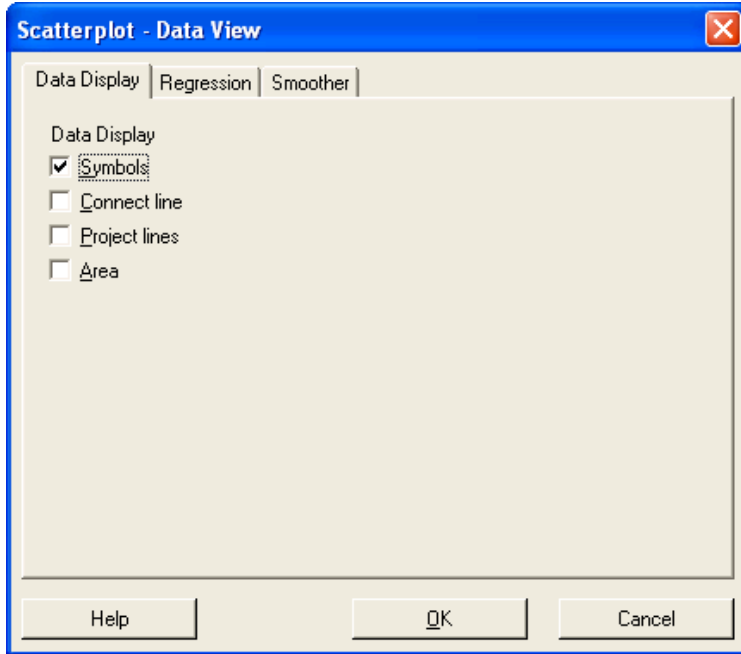 Scatterplot - Data View
Data Display Regression Smoother
Data Display
Symbols
Connect line
Project lines
Area
Help OK Cancel